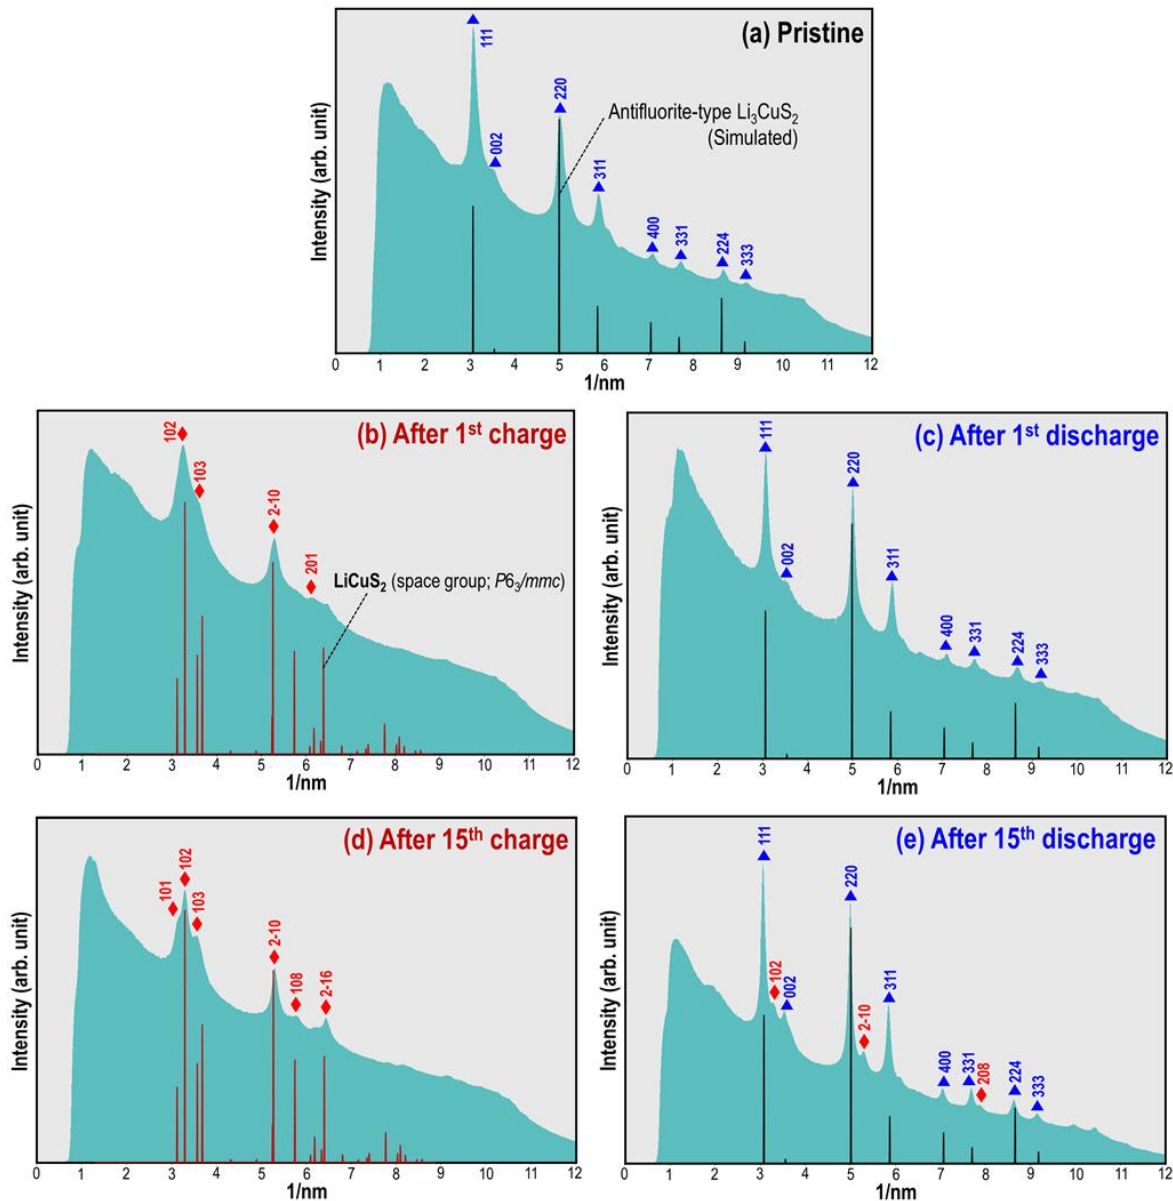 (a) Pristine
111
002
220
Antifluorite-type Li₃CuS₂
(Simulated)
311
400
331
224
333
Intensity (arb. unit)
0 1 2 3 4 5 6 7 8 9 10 11 12
1/nm
(b) After 1st charge
102
103
2-10
201
LiCuS₂ (space group; P6₃/mmc)
Intensity (arb. unit)
0 1 2 3 4 5 6 7 8 9 10 11 12
1/nm
(c) After 1st discharge
111
002
220
311
400
331
224
333
Intensity (arb. unit)
0 1 2 3 4 5 6 7 8 9 10 11 12
1/nm
(d) After 15th charge
101
102
103
2-10
108
2-16
Intensity (arb. unit)
0 1 2 3 4 5 6 7 8 9 10 11 12
1/nm
(e) After 15th discharge
111
102
002
220
2-10
311
400
331
208
224
333
Intensity (arb. unit)
0 1 2 3 4 5 6 7 8 9 10 11 12
1/nm